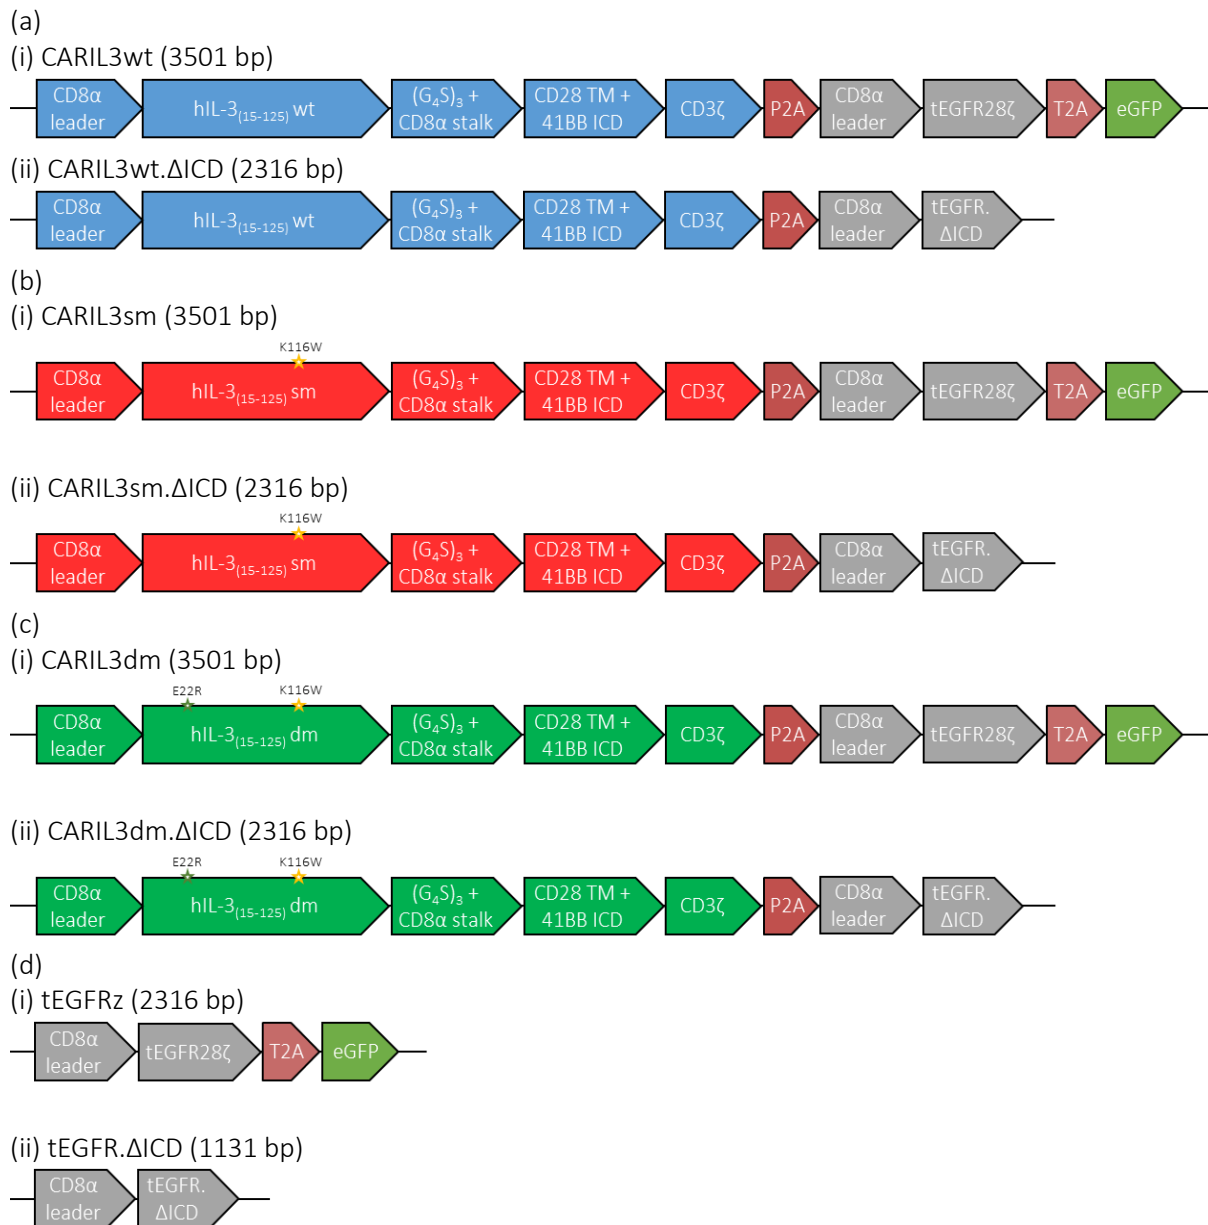 (a)
(i) CARIL3wt (3501 bp)
CD8α leader hIL-3(15-125) wt (G4S)3 + CD8α stalk CD28 TM + 41BB ICD CD3ζ P2A CD8α leader tEGFR28ζ T2A eGFP
(ii) CARIL3wt.ΔICD (2316 bp)
CD8α leader hIL-3(15-125) wt (G4S)3 + CD8α stalk CD28 TM + 41BB ICD CD3ζ P2A CD8α leader tEGFR. ΔICD
(b)
(i) CARIL3sm (3501 bp)
K116W
CD8α leader hIL-3(15-125) sm (G4S)3 + CD8α stalk CD28 TM + 41BB ICD CD3ζ P2A CD8α leader tEGFR28ζ T2A eGFP
(ii) CARIL3sm.ΔICD (2316 bp)
K116W
CD8α leader hIL-3(15-125) sm (G4S)3 + CD8α stalk CD28 TM + 41BB ICD CD3ζ P2A CD8α leader tEGFR. ΔICD
(c)
(i) CARIL3dm (3501 bp)
E22R K116W
CD8α leader hIL-3(15-125) dm (G4S)3 + CD8α stalk CD28 TM + 41BB ICD CD3ζ P2A CD8α leader tEGFR28ζ T2A eGFP
(ii) CARIL3dm.ΔICD (2316 bp)
E22R K116W
CD8α leader hIL-3(15-125) dm (G4S)3 + CD8α stalk CD28 TM + 41BB ICD CD3ζ P2A CD8α leader tEGFR. ΔICD
(d)
(i) tEGFRz (2316 bp)
CD8α leader tEGFR28ζ T2A eGFP
(ii) tEGFR.ΔICD (1131 bp)
CD8α leader tEGFR. ΔICD